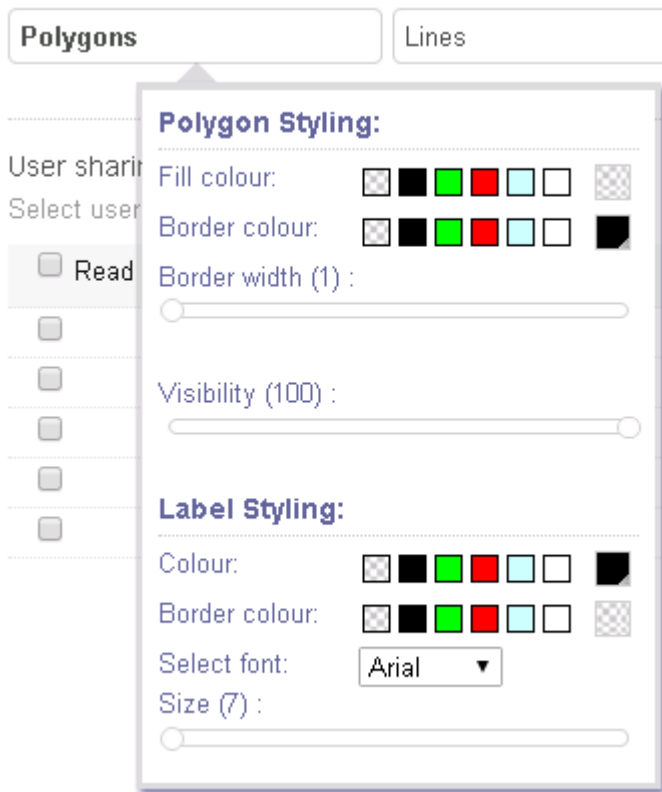 Polygons
Lines
Polygon Styling:
User sharin
Fill colour:
Select user
Border colour:
Read
Border width (1) :
Visibility (100) :
Label Styling:
Colour:
Border colour:
Select font:
Arial
Size (7) :